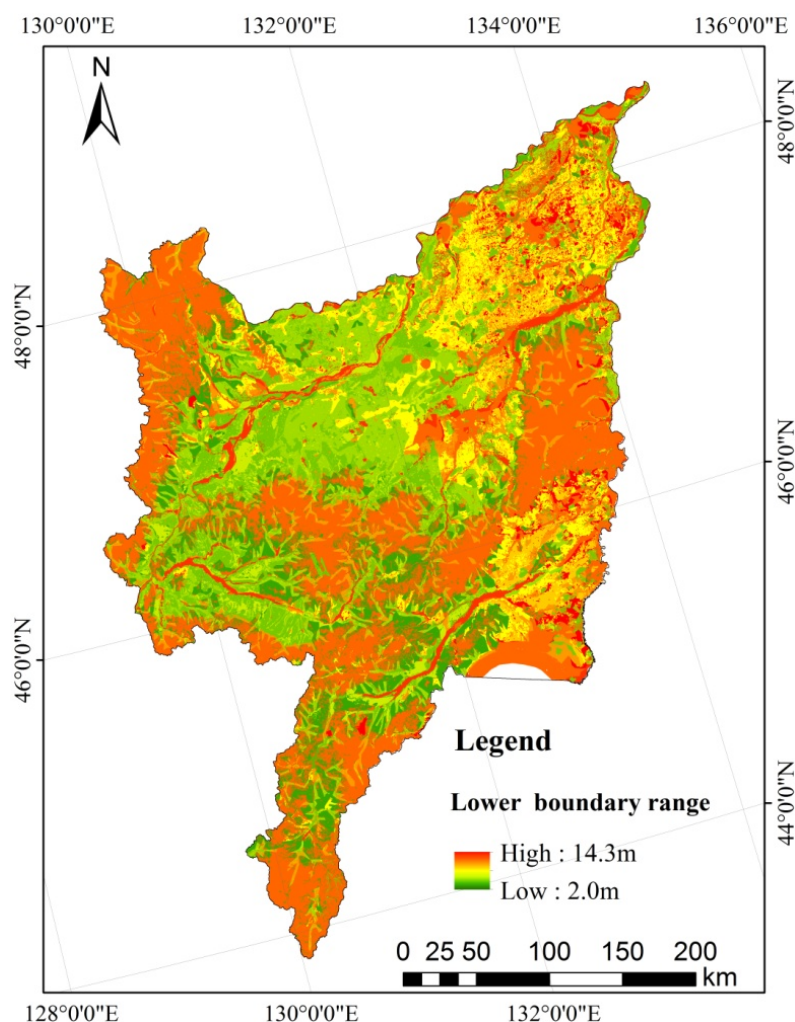 130°0'0"E 132°0'0"E 134°0'0"E 136°0'0"E
N
48°0'0"N
48°0'0"N
46°0'0"N
46°0'0"N
44°0'0"N
Legend
Lower boundary range
High : 14.3m
Low : 2.0m
0 25 50 100 150 200
km
128°0'0"E 130°0'0"E 132°0'0"E